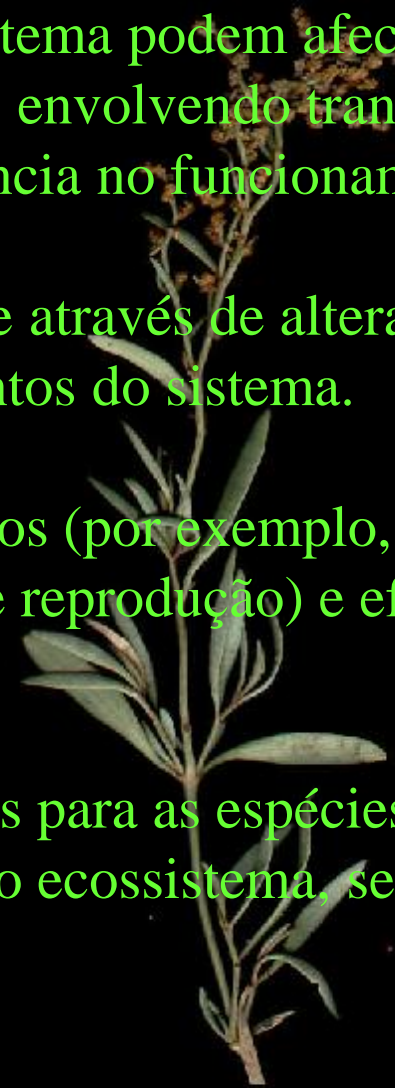 tema podem afec
envolvendo tran
ncia no funcionan
e através de altera
ntos do sistema.
os (por exemplo,
e reprodução) e ef
s para as espécies
o ecossistema, se